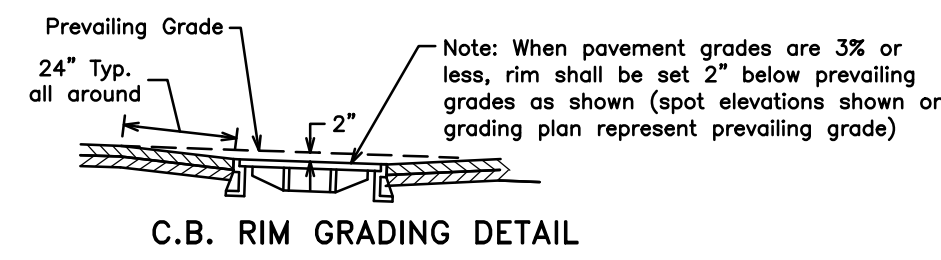 Prevailing Grade
24” Typ.
all around
2”
Note: When pavement grades are 3% or
less, rim shall be set 2” below prevailing
grades as shown (spot elevations shown on
grading plan represent prevailing grade)
C.B. RIM GRADING DETAIL